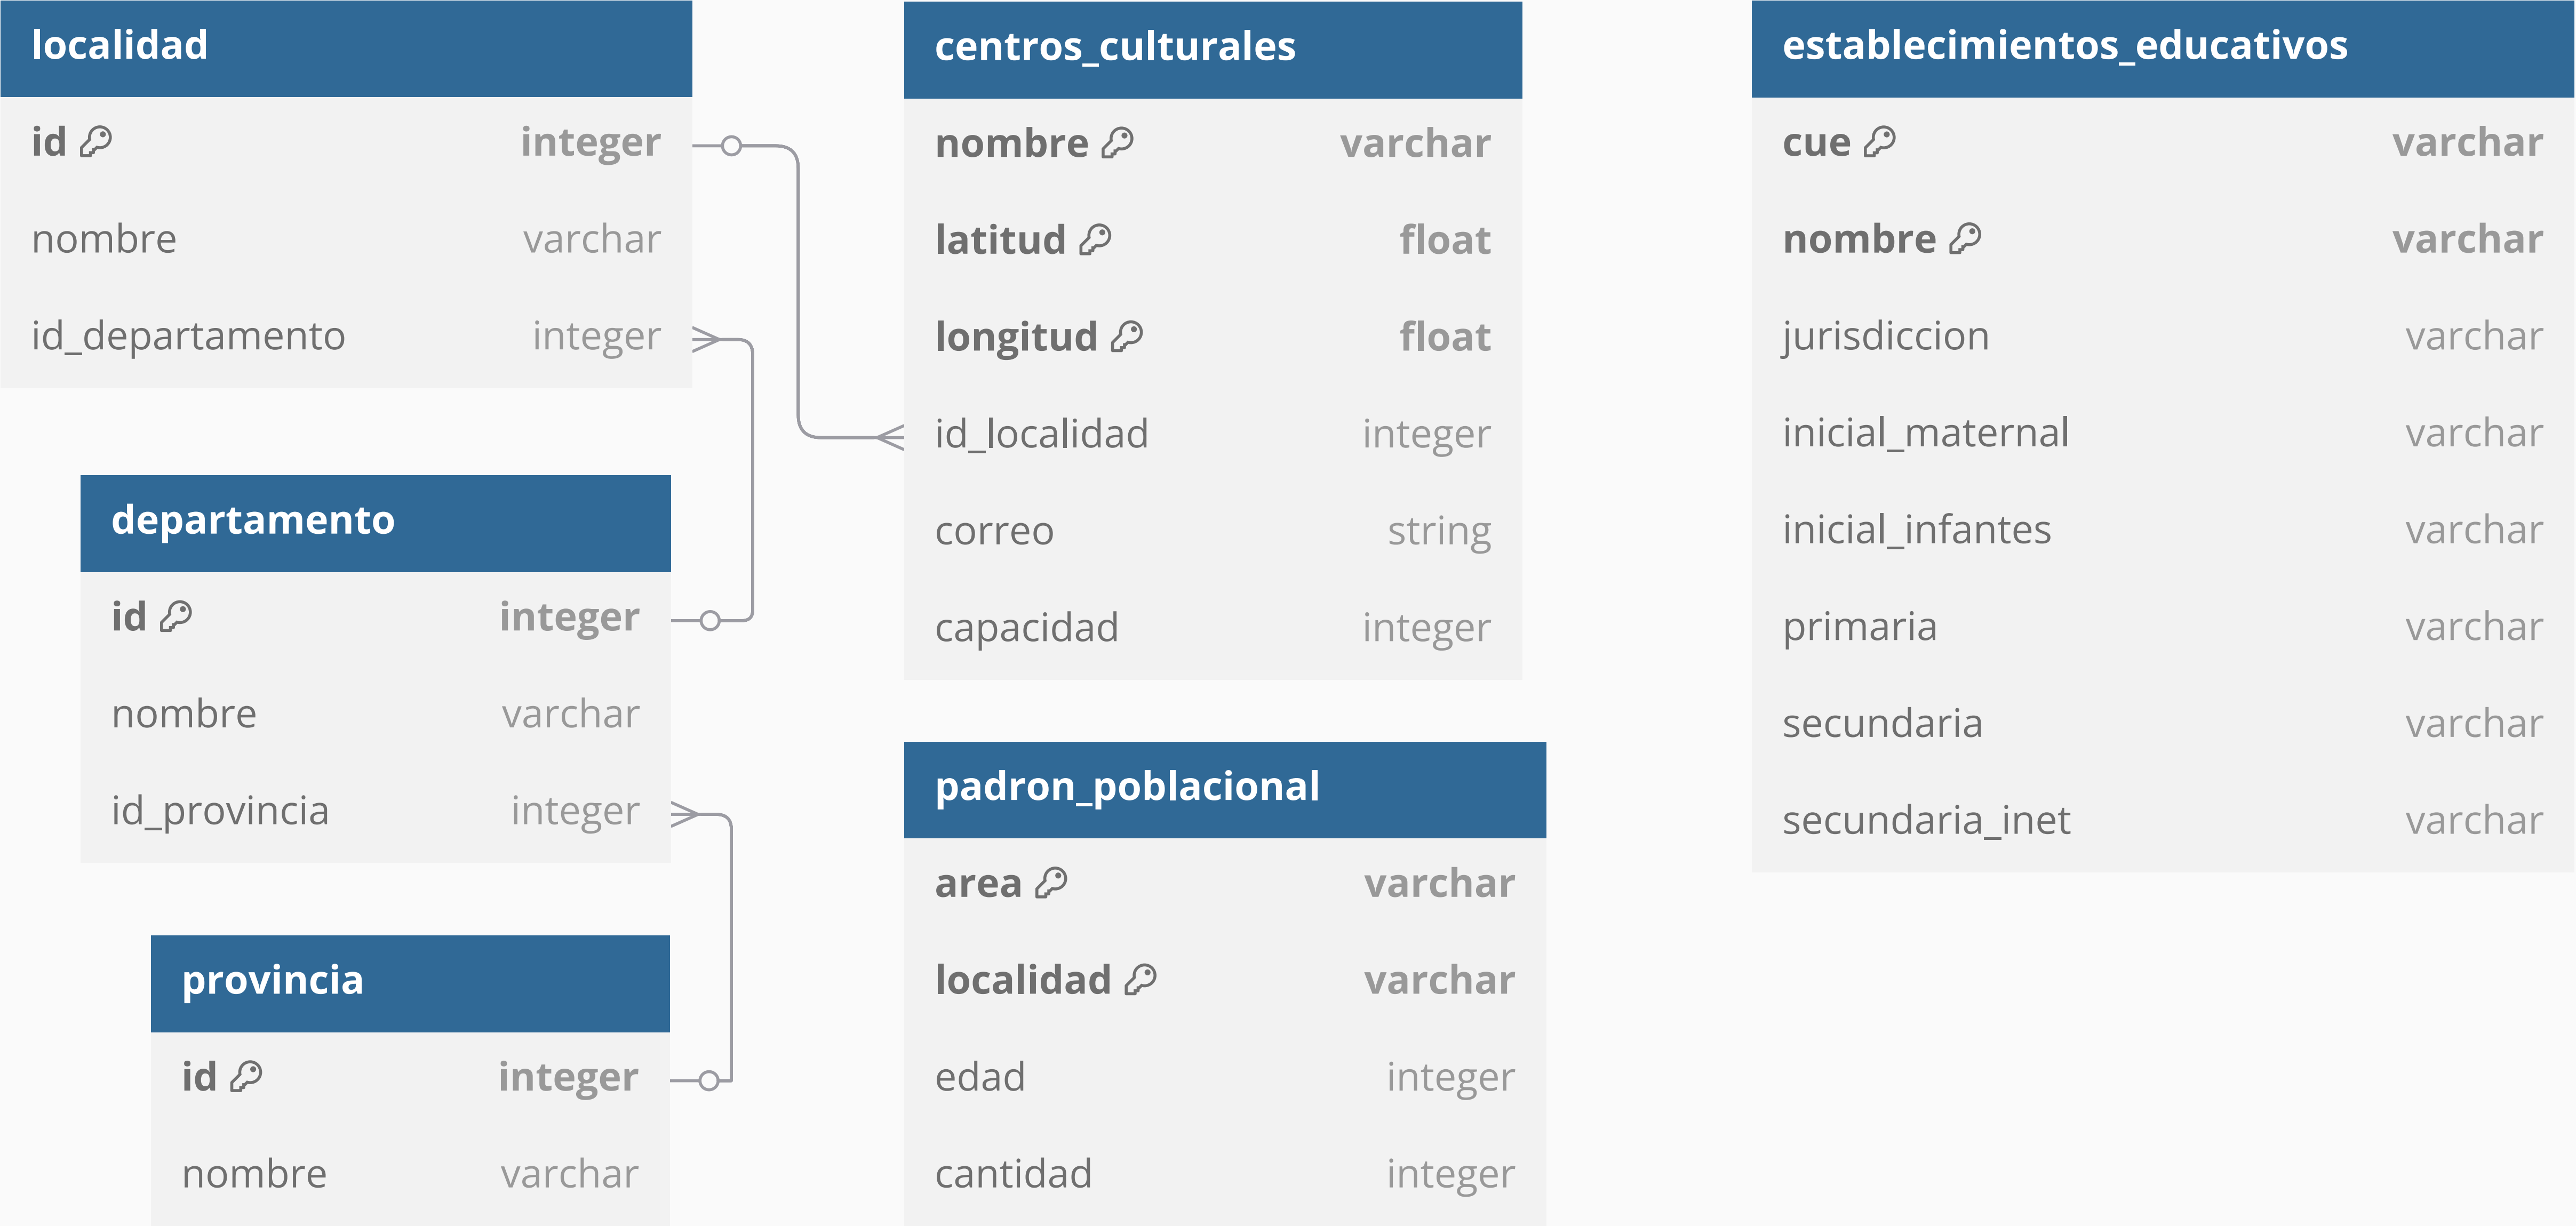 localidad
id integer
nombre varchar
id_departamento integer
departamento
id integer
nombre varchar
id_provincia integer
provincia
id integer
nombre varchar
centros_culturales
nombre varchar
latitud float
longitud float
id_localidad integer
correo string
capacidad integer
padron_poblacional
area varchar
localidad varchar
edad integer
cantidad integer
establecimientos_educativos
cue varchar
nombre varchar
jurisdiccion varchar
inicial_maternal varchar
inicial_infantes varchar
primaria varchar
secundaria varchar
secundaria_inet varchar